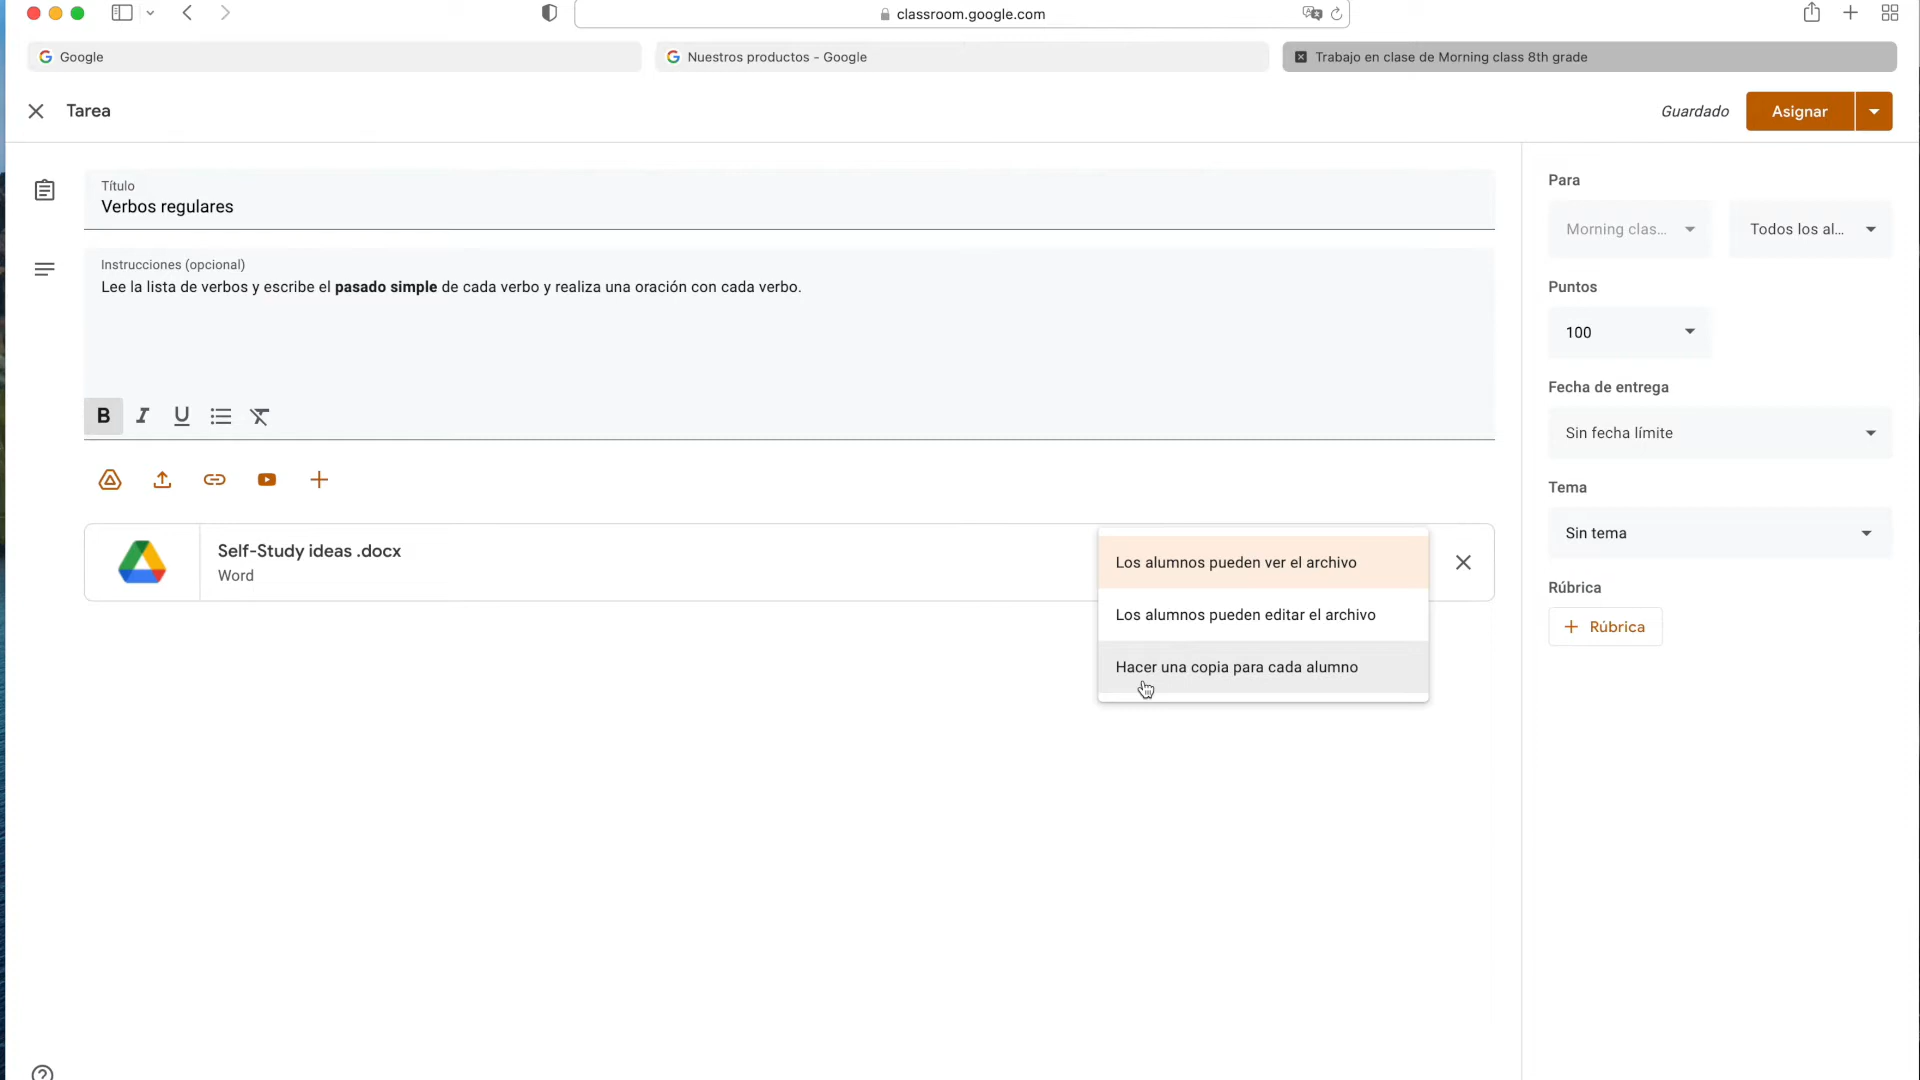 classroom.google.com
Google
Nuestros productos - Google
Trabajo en clase de Morning class 8th grade
Tarea
Guardado
Asignar
Título
Verbos regulares
Instrucciones (opcional)
Lee la lista de verbos y escribe el pasado simple de cada verbo y realiza una oración con cada verbo.
B I U
Self-Study ideas .docx
Word
Los alumnos pueden ver el archivo
Los alumnos pueden editar el archivo
Hacer una copia para cada alumno
Para
Morning clas...
Todos los al...
Puntos
100
Fecha de entrega
Sin fecha límite
Tema
Sin tema
Rúbrica
+ Rúbrica